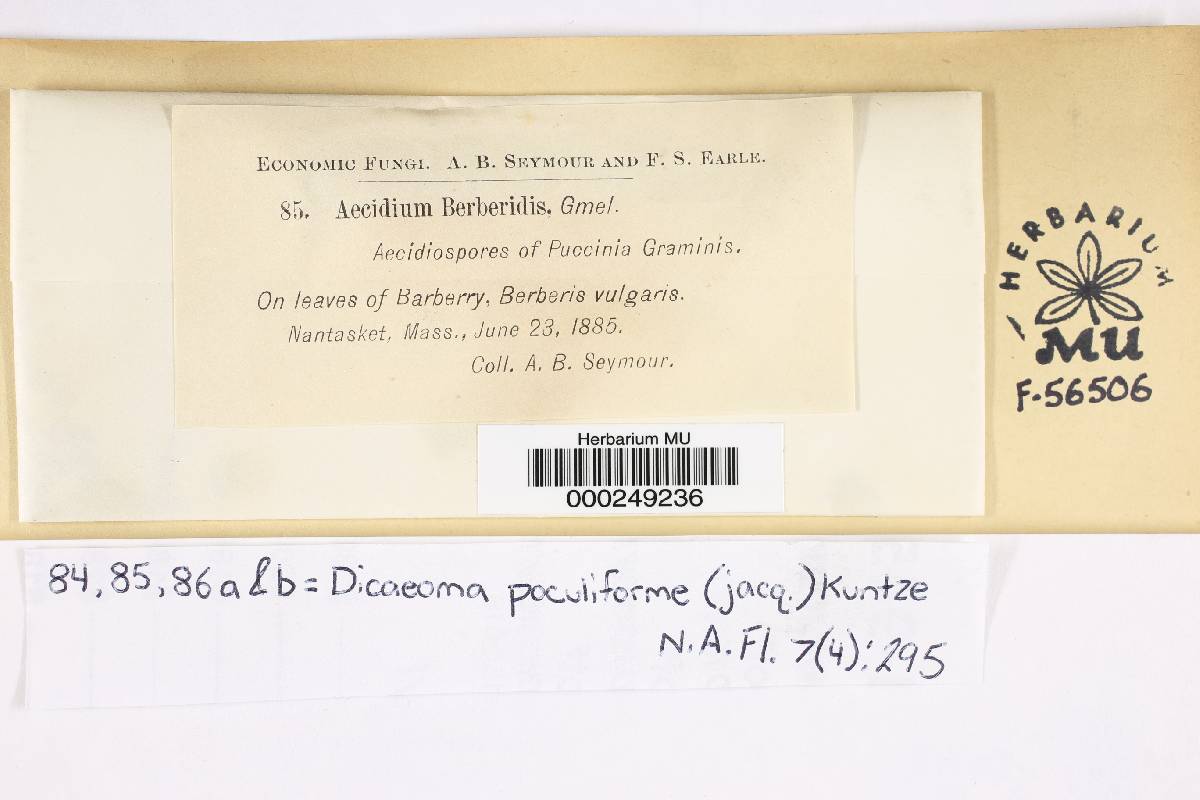 ECONOMIC FUNGI. A. B. SEYMOUR AND F. S. EARLE.
85. Aecidium Berberidis, Gmel.
Aecidiospores of Puccinia Graminis.
On leaves of Barberry, Berberis vulgaris.
Nantasket, Mass., June 23, 1885.
Coll. A. B. Seymour.
Herbarium MU
000249236
HERBARIUM
MU
F-56506
84, 85, 86 a & b = Dicaeoma poculiforme (jacq.) Kuntze
N. A. Fl. 7(4): 295